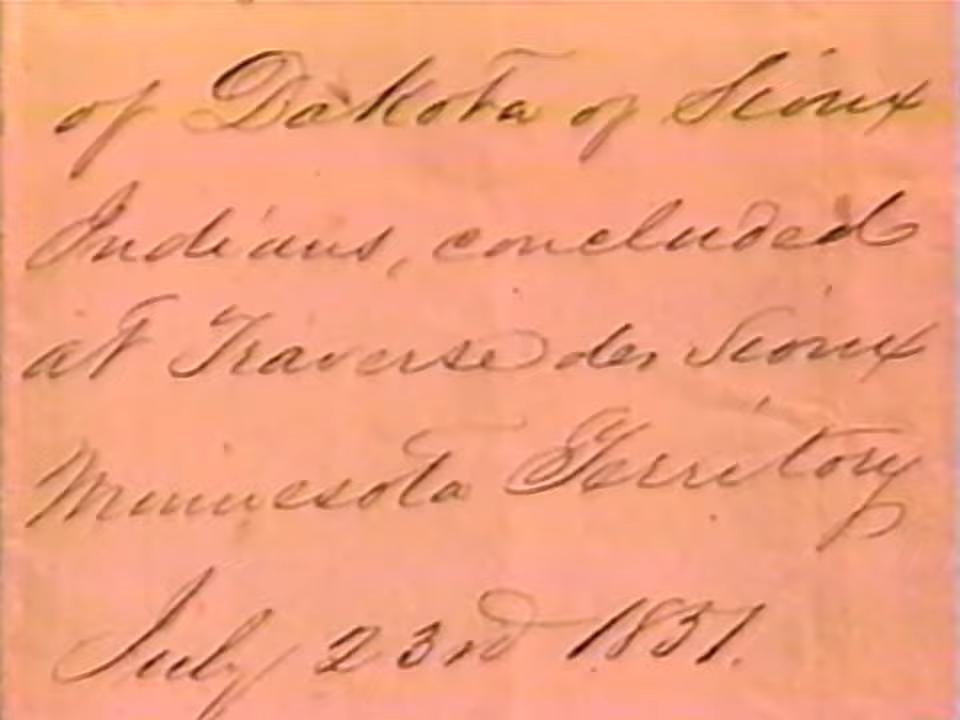 of Dakota of Sioux
Indians, concluded
at Traverse des Sioux
Minnesota Territory
July 23rd 1851.